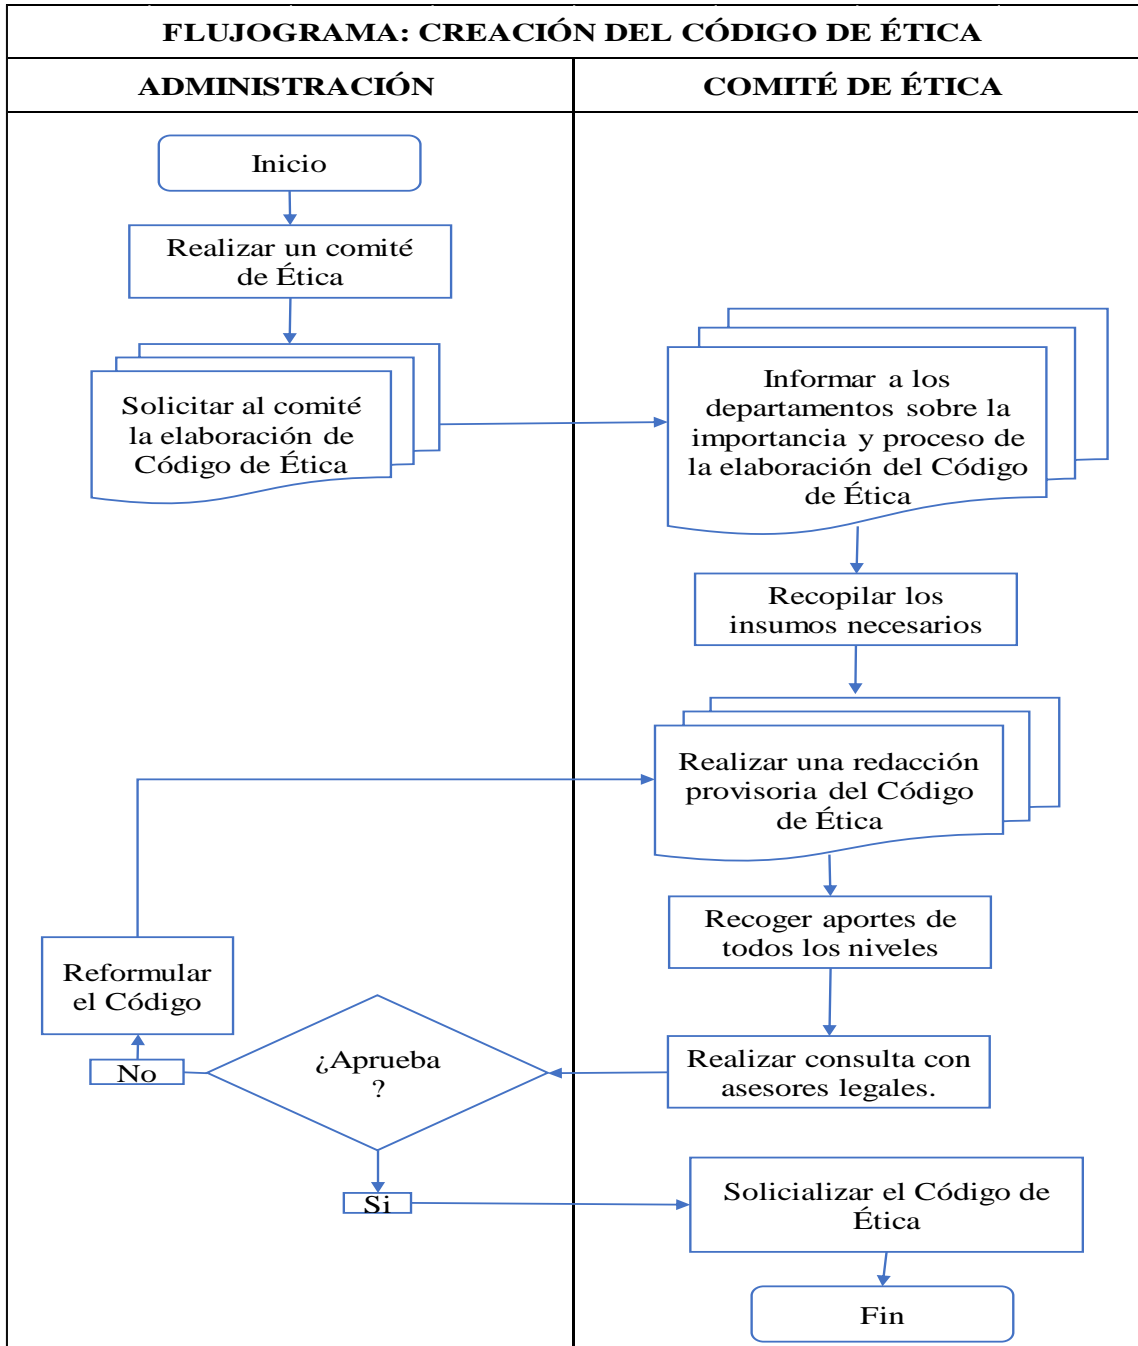 FLUJOGRAMA: CREACIÓN DEL CÓDIGO DE ÉTICA
ADMINISTRACIÓN
COMITÉ DE ÉTICA
Inicio
Realizar un comité
de Ética
Solicitar al comité
la elaboración de
Código de Ética
Informar a los
departamentos sobre la
importancia y proceso de
la elaboración del Código
de Ética
Recopilar los
insumos necesarios
Realizar una redacción
provisoria del Código
de Ética
Recoger aportes de
todos los niveles
Realizar consulta con
asesores legales.
¿Aprueba
?
No
Reformular
el Código
Si
Solicializar el Código de
Ética
Fin